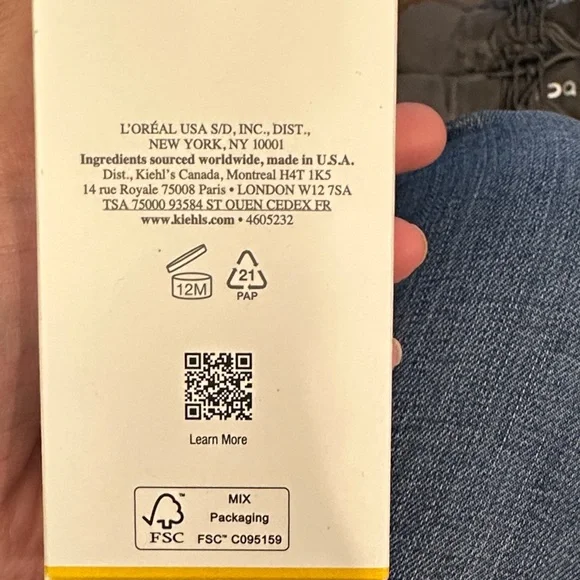 L'ORÉAL USA S/D, INC., DIST.,
NEW YORK, NY 10001
Ingredients sourced worldwide, made in U.S.A.
Dist., Kiehl's Canada, Montreal H4T 1K5
14 rue Royale 75008 Paris • LONDON W12 7SA
TSA 75000 93584 ST OUEN CEDEX FR
www.kiehls.com • 4605232
12M
21
PAP
Learn More
MIX
Packaging
FSC™ C095159
FSC